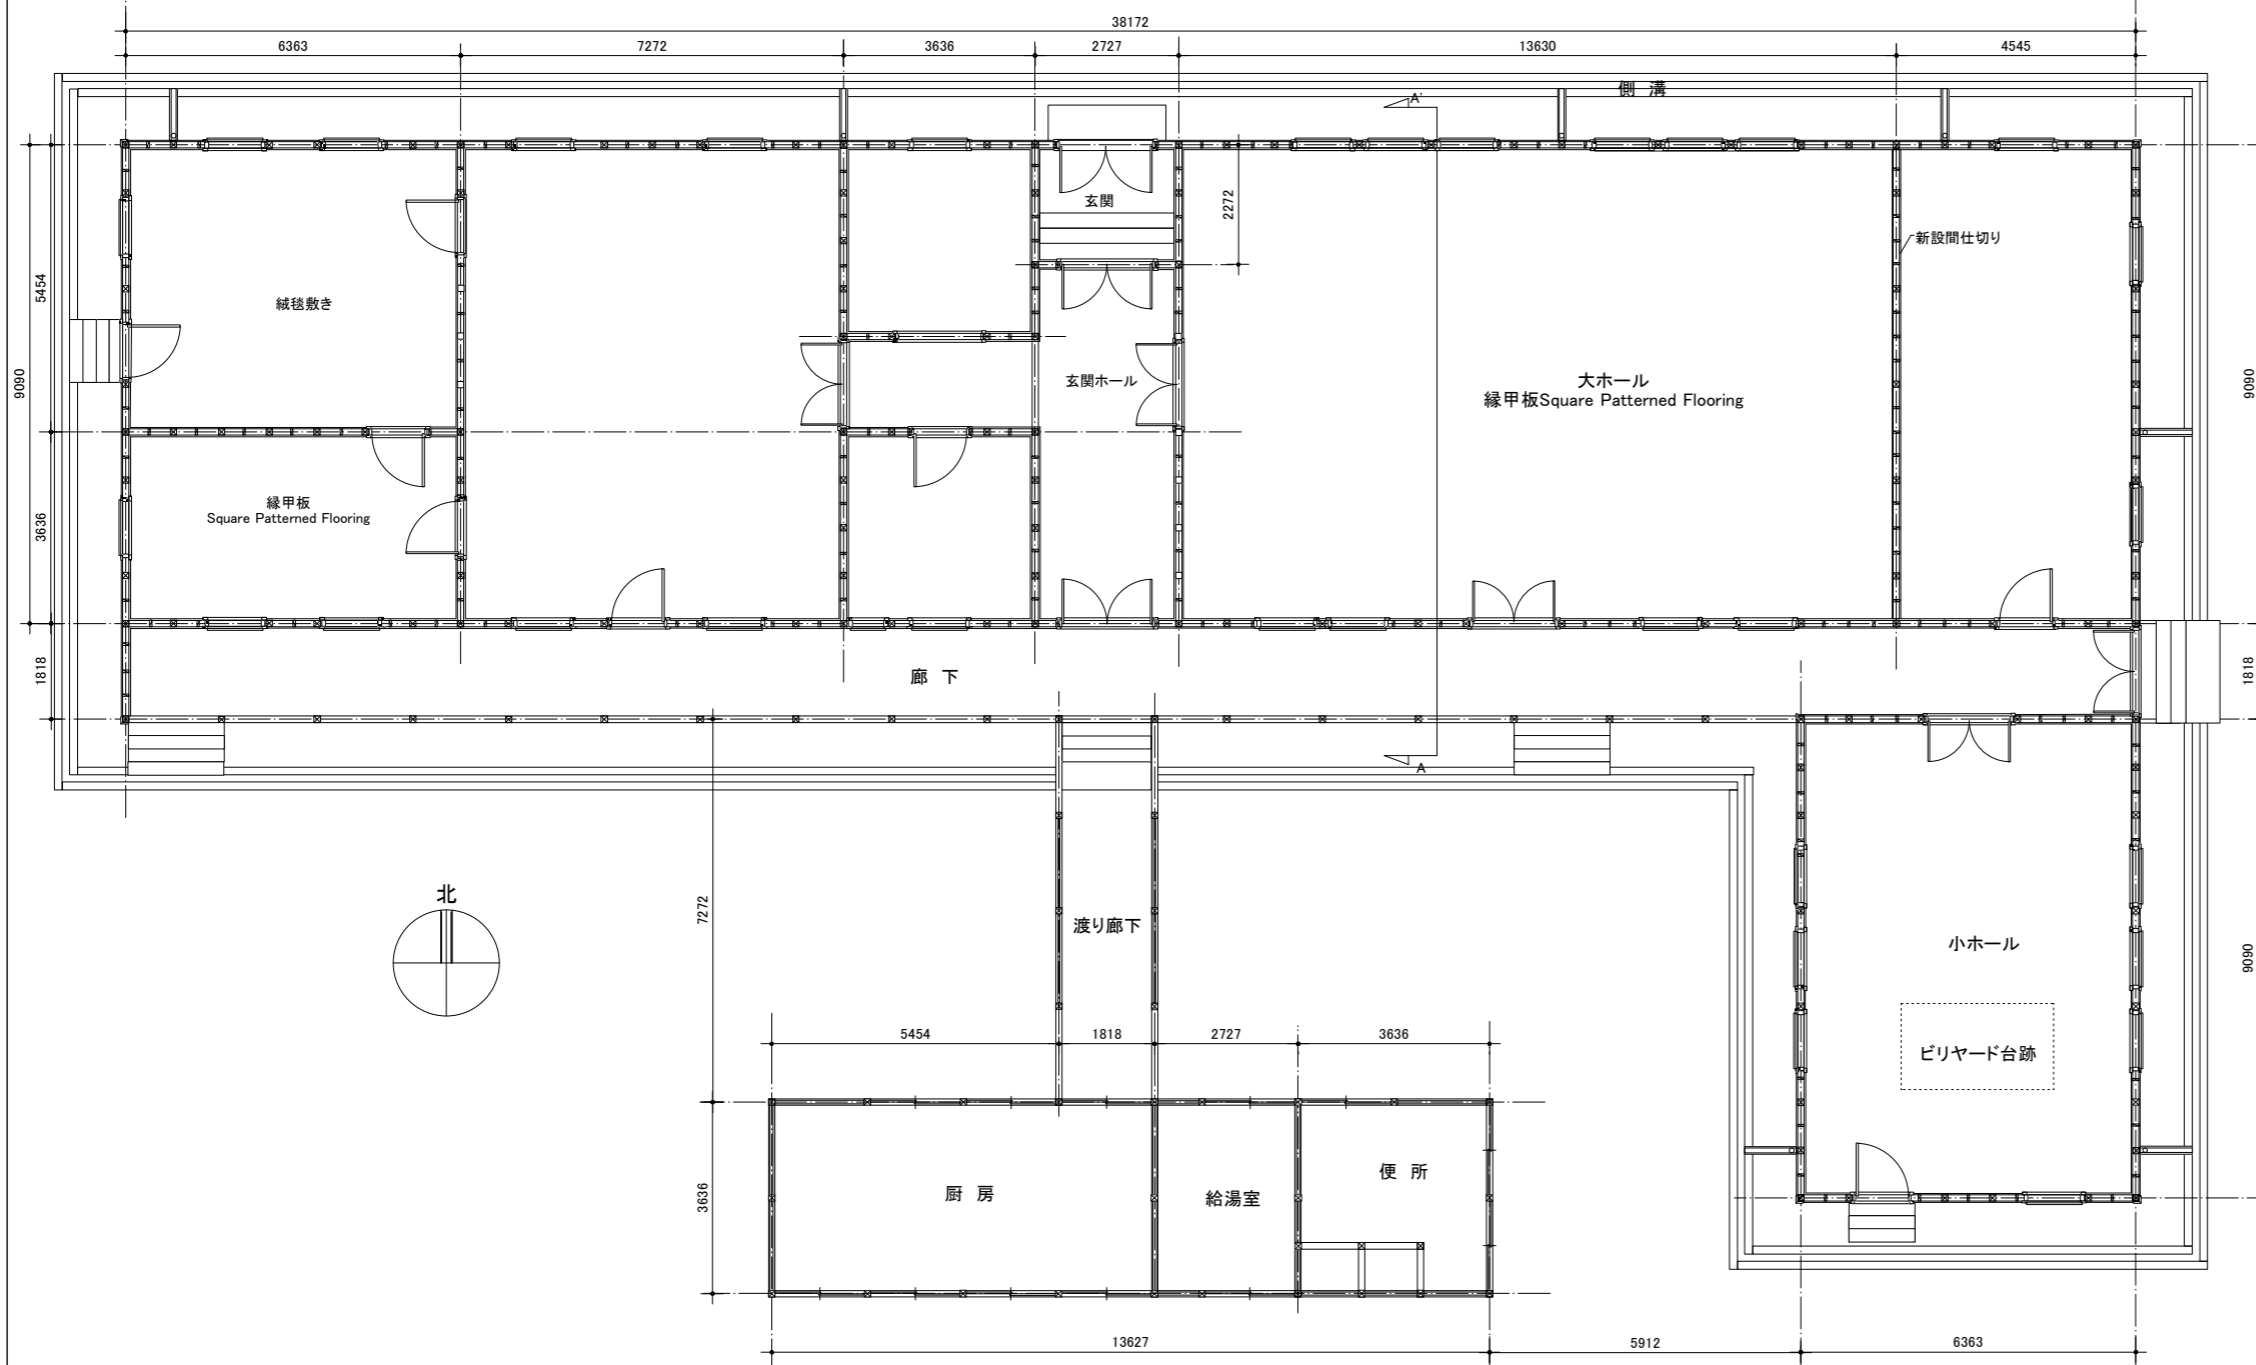 38172
6363 7272 3636 2727 13630 4545
側 溝
A'
玄関
2272
新設間仕切り
5454
絨毯敷き
9090
玄関ホール
大ホール
縁甲板Square Patterned Flooring
9090
縁甲板
Square Patterned Flooring
3636
1818
廊 下
1818
A
北
7272
渡り廊下
小ホール
9090
5454 1818 2727 3636
ビリヤード台跡
3636
厨 房
給湯室
便 所
13627 5912 6363